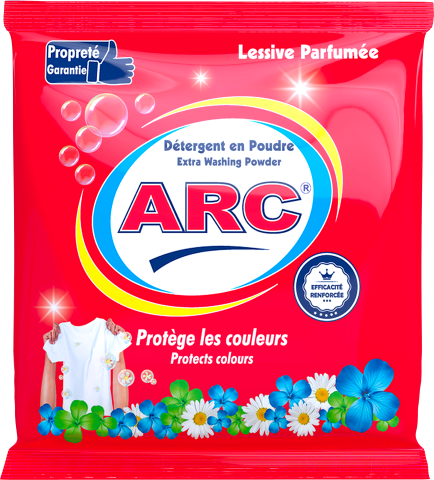 Propreté
Garantie
Lessive Parfumée
Détergent en Poudre
Extra Washing Powder
ARC®
EFFICACITÉ
RENFORCÉE
Protège les couleurs
Protects colours